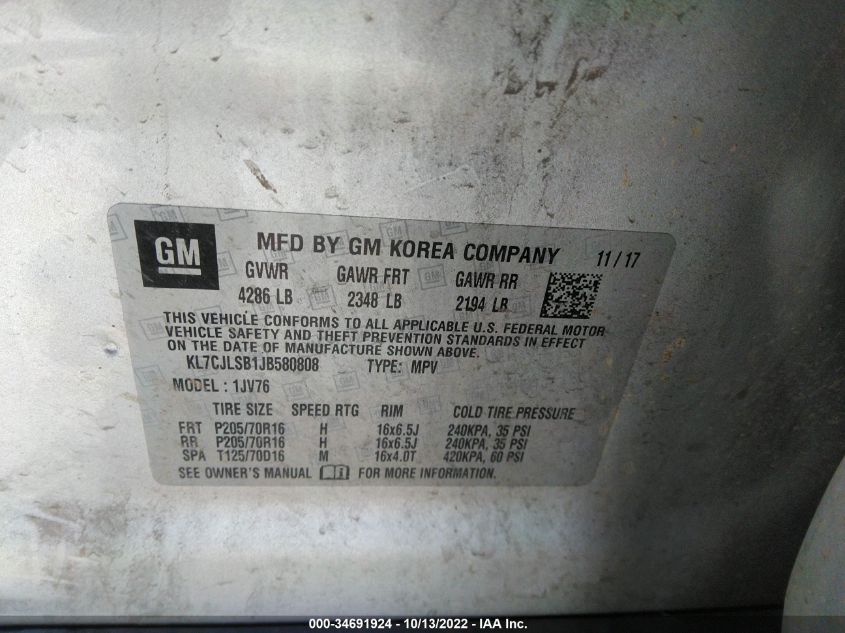 GM
MFD BY GM KOREA COMPANY 11/17
GVWR GAWR FRT GAWR RR
4286 LB 2348 LB 2194 LB
THIS VEHICLE CONFORMS TO ALL APPLICABLE U.S. FEDERAL MOTOR
VEHICLE SAFETY AND THEFT PREVENTION STANDARDS IN EFFECT
ON THE DATE OF MANUFACTURE SHOWN ABOVE.
KL7CJLSB1JB580808 TYPE: MPV
MODEL: 1JV76
TIRE SIZE SPEED RTG RIM COLD TIRE PRESSURE
FRT P205/70R16 H 16x6.5J 240KPA, 35 PSI
RR P205/70R16 H 16x6.5J 240KPA, 35 PSI
SPA T125/70D16 M 16x4.0T 420KPA, 60 PSI
SEE OWNER'S MANUAL FOR MORE INFORMATION.
000-34691924 - 10/13/2022 - IAA Inc.